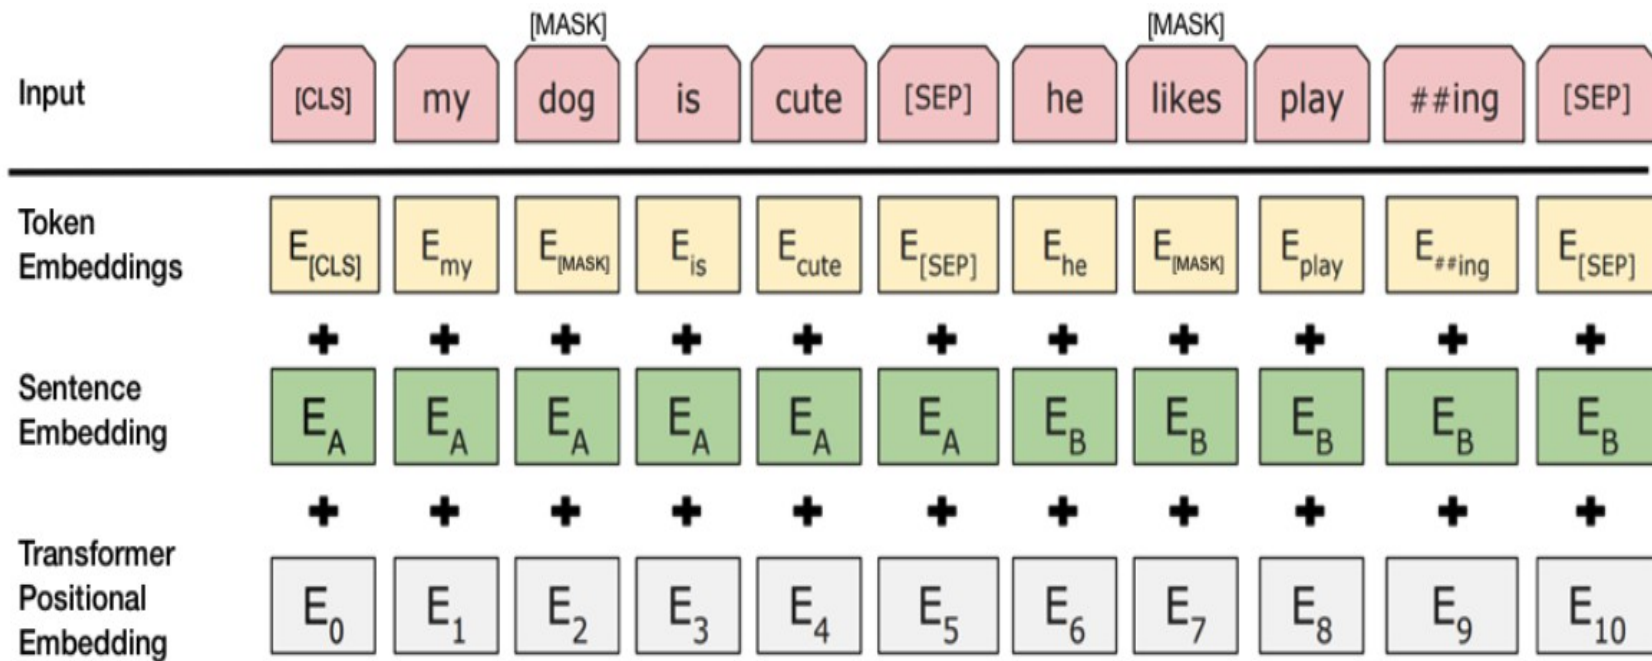 [MASK] [MASK]
Input [CLS] my dog is cute [SEP] he likes play ##ing [SEP]
Token
Embeddings
E[CLS] Emy E[MASK] Eis Ecute E[SEP] Ehe E[MASK] Eplay E##ing E[SEP]
+ + + + + + + + + + +
Sentence
Embedding
EA EA EA EA EA EA EB EB EB EB EB
+ + + + + + + + + + +
Transformer
Positional
Embedding
E0 E1 E2 E3 E4 E5 E6 E7 E8 E9 E10